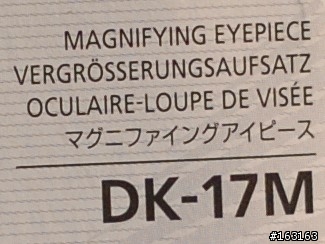 MAGNIFYING EYEPIECE
VERGRÖSSERUNGSAUFSATZ
OCULAIRE-LOUPE DE VISÉE
マグニファイングアイピース
DK-17M
#163163